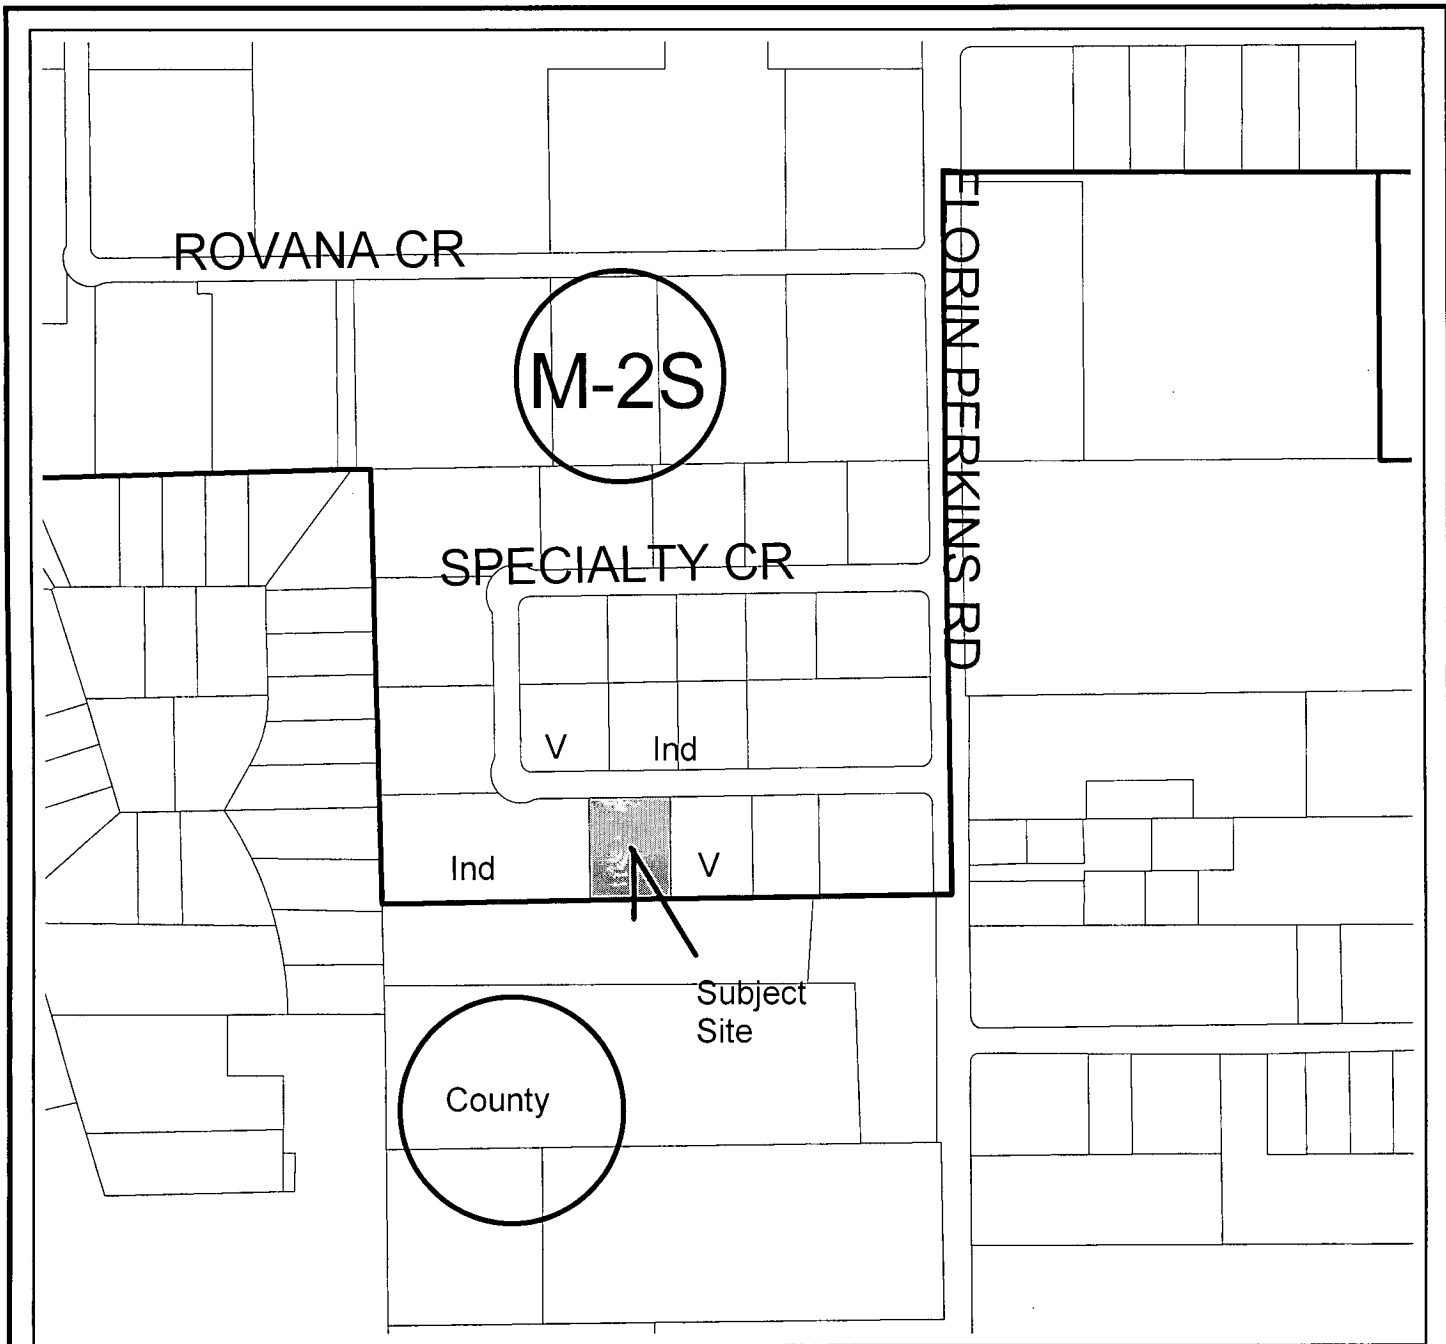 ROVANA CR
FLORIN PERKINS RD
M-2S
SPECIALTY CR
V
Ind
Ind
V
Subject
Site
County